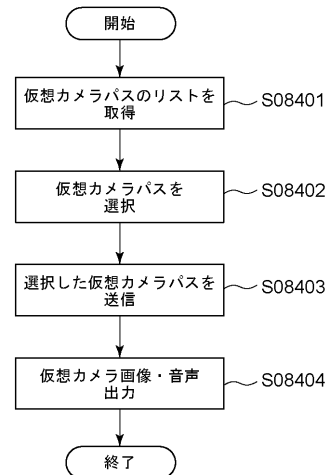 開始
仮想カメラパスのリストを
取得
S08401
仮想カメラパスを
選択
S08402
選択した仮想カメラパスを
送信
S08403
仮想カメラ画像・音声
出力
S08404
終了